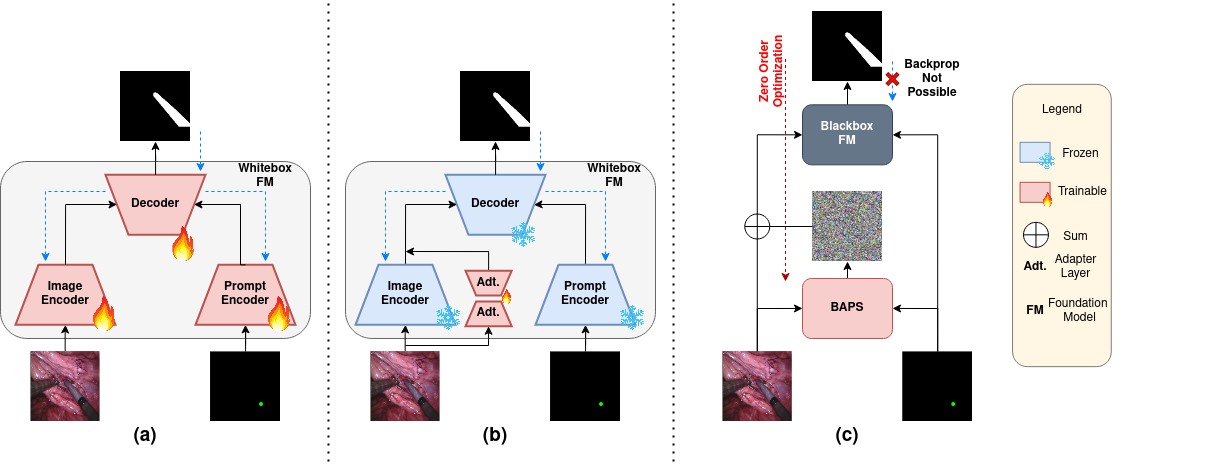 Whitebox
FM
Decoder
Image
Encoder
Prompt
Encoder
(a)
Whitebox
FM
Decoder
Image
Encoder
Adt.
Adt.
Prompt
Encoder
(b)
Zero Order
Optimization
Backprop
Not
Possible
Blackbox
FM
BAPS
(c)
Legend
Frozen
Trainable
Sum
Adt. Adapter
Layer
FM Foundation
Model